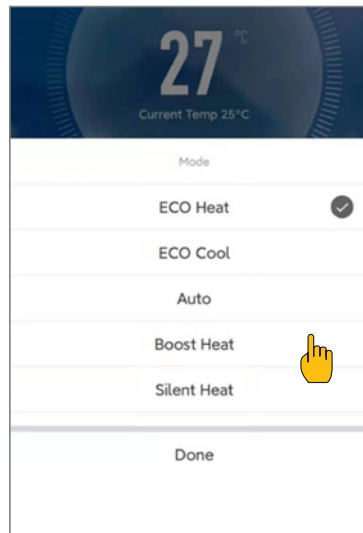 27 °C
Current Temp 25°C
Mode
ECO Heat
ECO Cool
Auto
Boost Heat
Silent Heat
Done